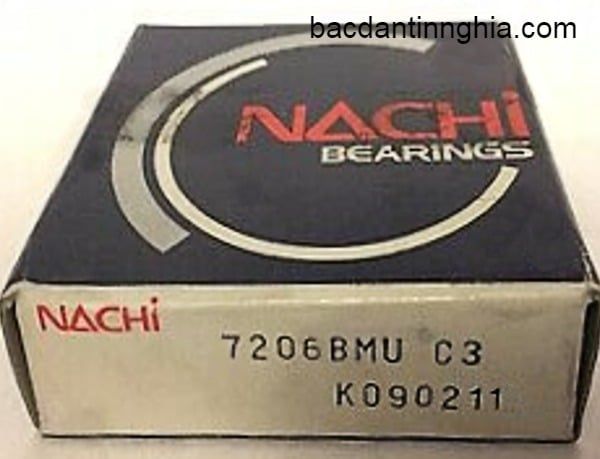 bacdantinnghia.com
NACHI
BEARINGS
NACHI
7206BMU C3
K090211